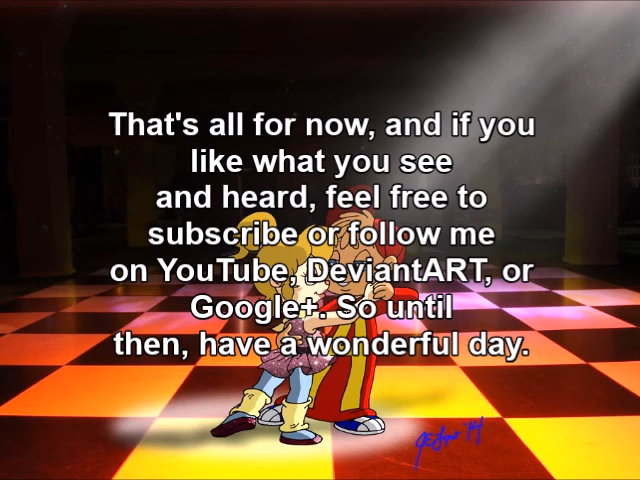 That's all for now, and if you
like what you see
and heard, feel free to
subscribe or follow me
on YouTube, DeviantART, or
Google+. So until
then, have a wonderful day.